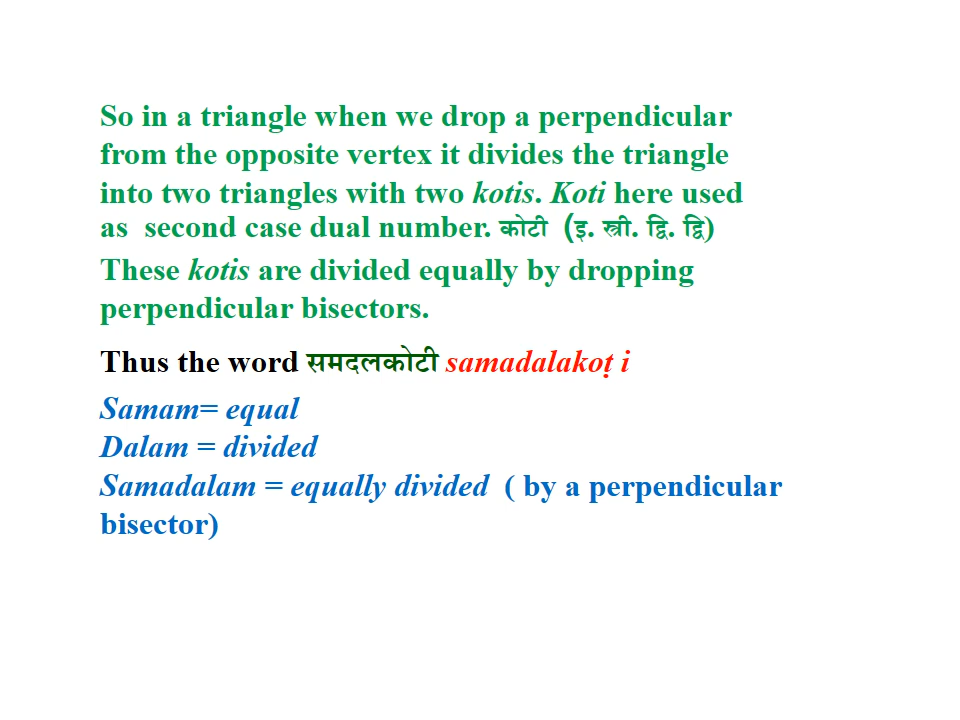 So in a triangle when we drop a perpendicular
from the opposite vertex it divides the triangle
into two triangles with two kotis. Koti here used
as  second case dual number. कोटी  (इ. स्त्री. द्वि. द्वि)
These kotis are divided equally by dropping
perpendicular bisectors.
Thus the word समदलकोटी samadalakoṭ i
Samam= equal
Dalam = divided
Samadalam = equally divided  ( by a perpendicular
bisector)